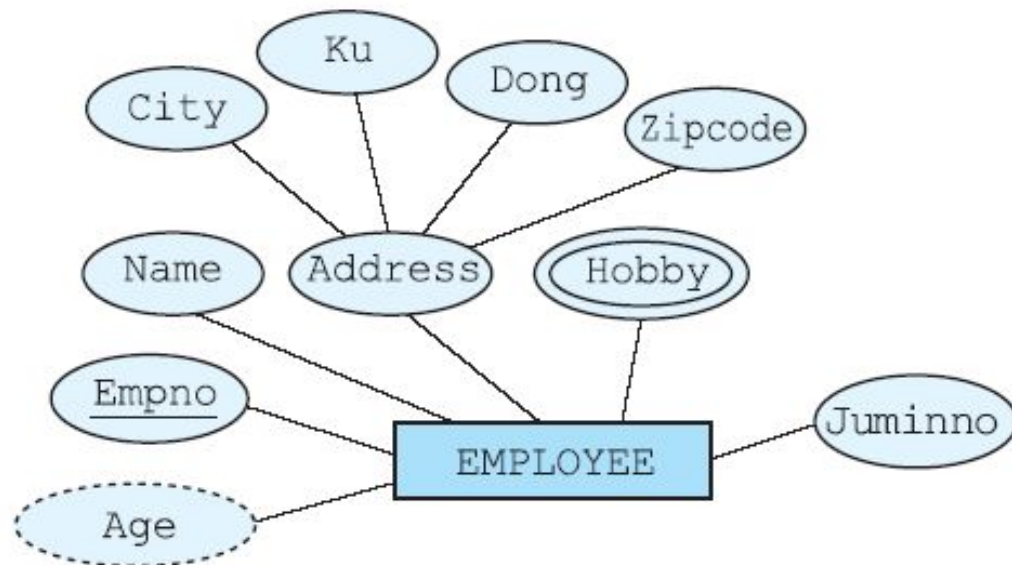 Ku
City
Dong
Zipcode
Name
Address
Hobby
Empno
Juminno
EMPLOYEE
Age